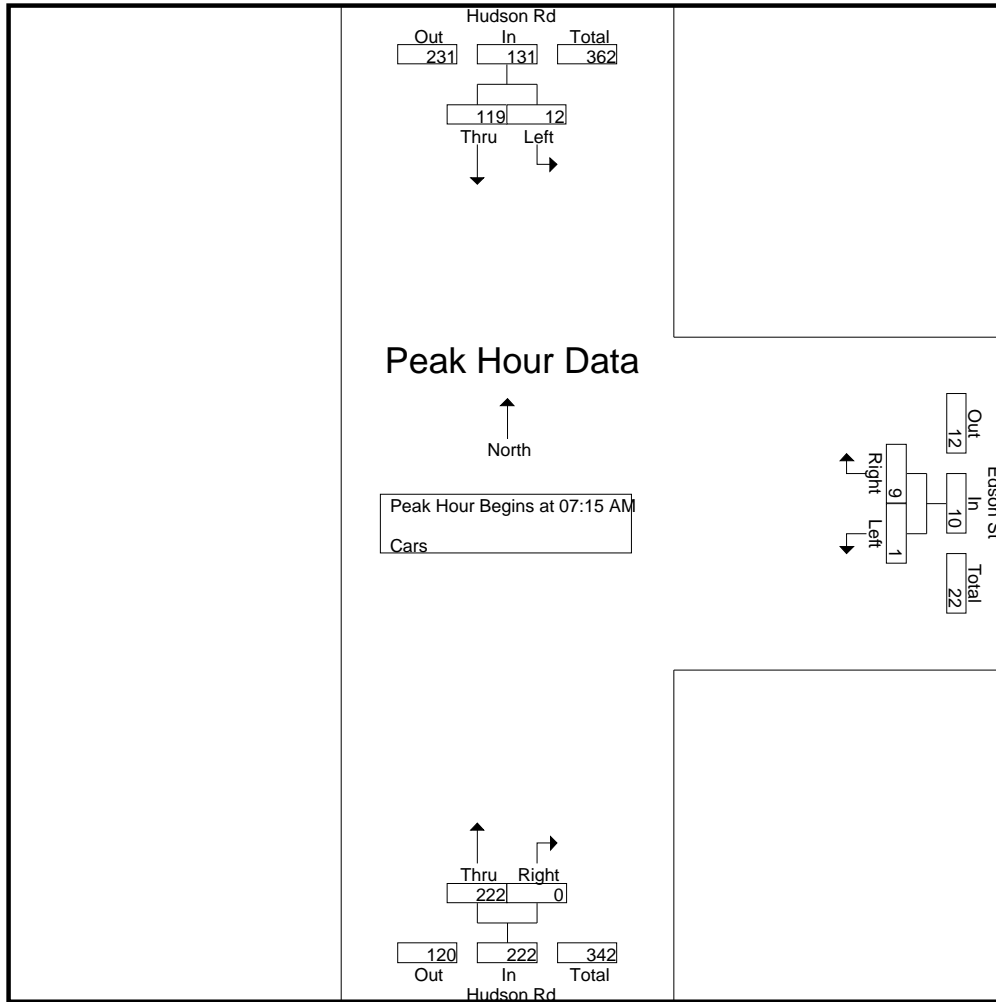 Hudson Rd
Out In Total
231 131 362
119 12
Thru Left
Peak Hour Data
North
Peak Hour Begins at 07:15 AM
Cars
Edson St
Out In Total
12 10 22
Right Left
9 1
Thru Right
222 0
120 222 342
Out In Total
Hudson Rd